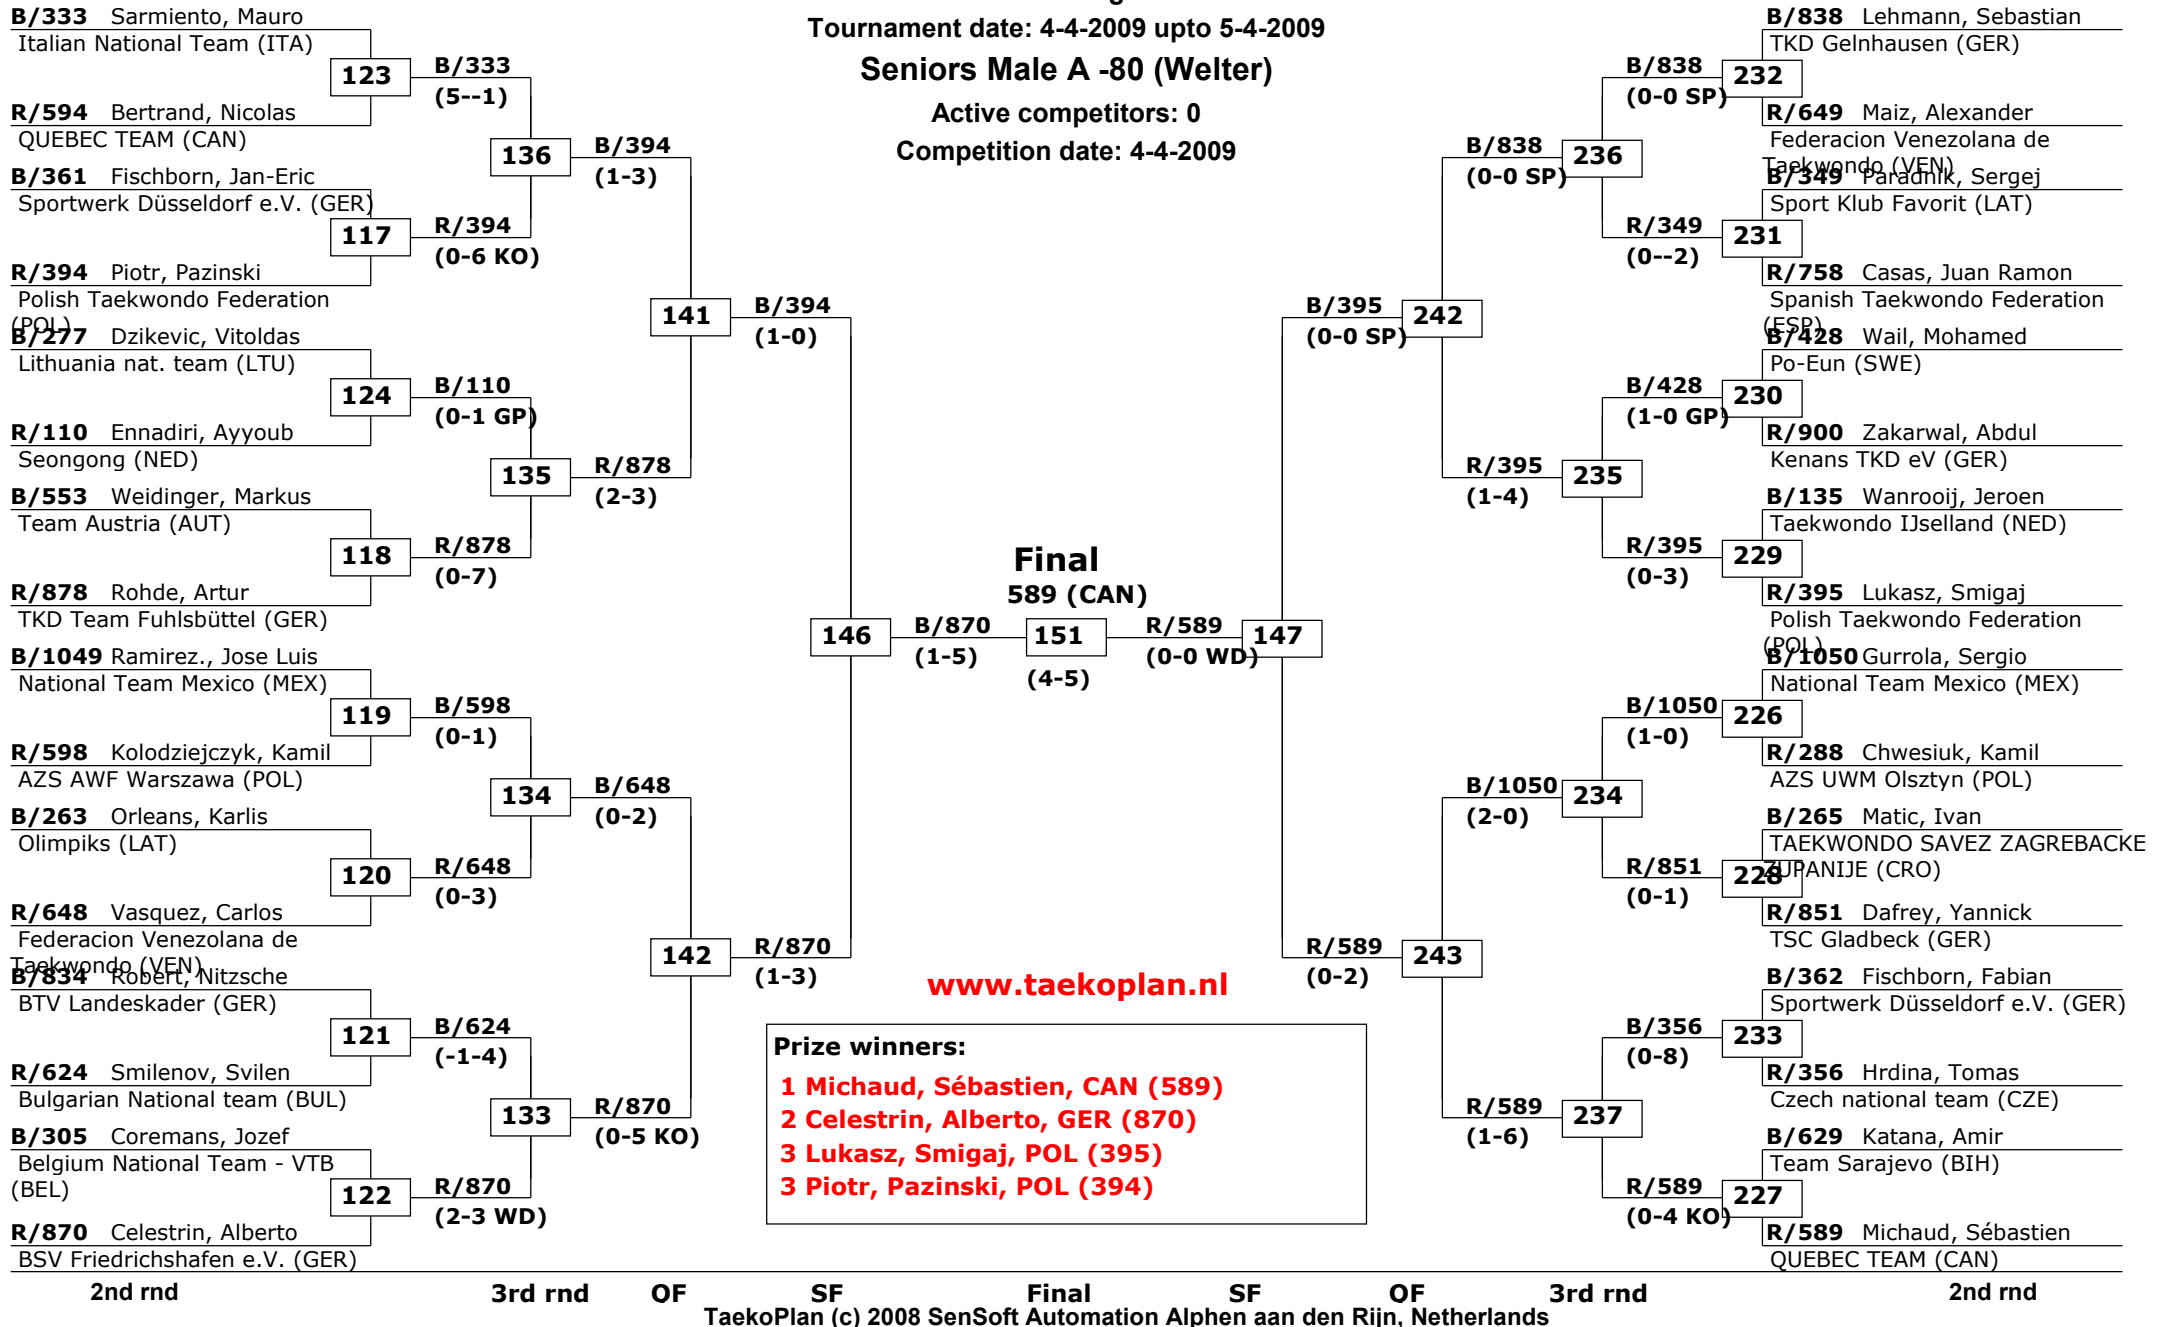 Tournament date: 4-4-2009 upto 5-4-2009
Seniors Male A -80 (Welter)
Active competitors: 0
Competition date: 4-4-2009
B/333 Sarmiento, Mauro
Italian National Team (ITA)
123
R/594 Bertrand, Nicolas
QUEBEC TEAM (CAN)
B/361 Fischborn, Jan-Eric
Sportwerk Düsseldorf e.V. (GER)
117
R/394 Piotr, Pazinski
Polish Taekwondo Federation
(POL)
B/277 Dzikevic, Vitoldas
Lithuania nat. team (LTU)
124
R/110 Ennadiri, Ayyoub
Seongong (NED)
B/553 Weidinger, Markus
Team Austria (AUT)
118
R/878 Rohde, Artur
TKD Team Fuhlsbüttel (GER)
B/1049 Ramirez., Jose Luis
National Team Mexico (MEX)
119
R/598 Kolodziejczyk, Kamil
AZS AWF Warszawa (POL)
B/263 Orleans, Karlis
Olimpiks (LAT)
120
R/648 Vasquez, Carlos
Federacion Venezolana de
Taekwondo (VEN)
B/834 Robert, Nitzsche
BTV Landeskader (GER)
121
R/624 Smilenov, Svilen
Bulgarian National team (BUL)
B/305 Coremans, Jozef
Belgium National Team - VTB
(BEL)
122
R/870 Celestrin, Alberto
BSV Friedrichshafen e.V. (GER)
B/333
(5--1)
136
R/394
(0-6 KO)
B/110
(0-1 GP)
135
R/878
(0-7)
B/598
(0-1)
134
R/648
(0-3)
B/624
(-1-4)
133
R/870
(2-3 WD)
B/394
(1-3)
141
R/878
(2-3)
B/648
(0-2)
142
R/870
(0-5 KO)
B/394
(1-0)
146
R/870
(1-3)
B/870
(1-5)
Final
589 (CAN)
151
(4-5)
R/589
(0-0 WD)
147
B/395
(0-0 SP)
242
R/589
(0-2)
243
B/838
(0-0 SP)
236
R/395
(1-4)
235
B/1050
(2-0)
234
R/589
(1-6)
237
B/838
(0-0 SP)
232
R/349
(0--2)
231
B/428
(1-0 GP)
230
R/395
(0-3)
229
B/1050
(1-0)
226
R/851
(0-1)
228
B/356
(0-8)
233
R/589
(0-4 KO)
227
B/838 Lehmann, Sebastian
TKD Gelnhausen (GER)
R/649 Maiz, Alexander
Federacion Venezolana de
Taekwondo (VEN)
B/349 Paradnik, Sergej
Sport Klub Favorit (LAT)
R/758 Casas, Juan Ramon
Spanish Taekwondo Federation
(ESP)
B/428 Wail, Mohamed
Po-Eun (SWE)
R/900 Zakarwal, Abdul
Kenans TKD eV (GER)
B/135 Wanrooij, Jeroen
Taekwondo IJselland (NED)
R/395 Lukasz, Smigaj
Polish Taekwondo Federation
(POL)
B/1050 Gurrola, Sergio
National Team Mexico (MEX)
R/288 Chwesiuk, Kamil
AZS UWM Olsztyn (POL)
B/265 Matic, Ivan
TAEKWONDO SAVEZ ZAGREBACKE
ZUPANIJE (CRO)
R/851 Dafrey, Yannick
TSC Gladbeck (GER)
B/362 Fischborn, Fabian
Sportwerk Düsseldorf e.V. (GER)
R/356 Hrdina, Tomas
Czech national team (CZE)
B/629 Katana, Amir
Team Sarajevo (BIH)
R/589 Michaud, Sébastien
QUEBEC TEAM (CAN)
www.taekoplan.nl
Prize winners:
1 Michaud, Sébastien, CAN (589)
2 Celestrin, Alberto, GER (870)
3 Lukasz, Smigaj, POL (395)
3 Piotr, Pazinski, POL (394)
2nd rnd 3rd rnd QF SF Final SF QF 3rd rnd 2nd rnd
TaekoPlan (c) 2008 SenSoft Automation Alphen aan den Rijn, Netherlands